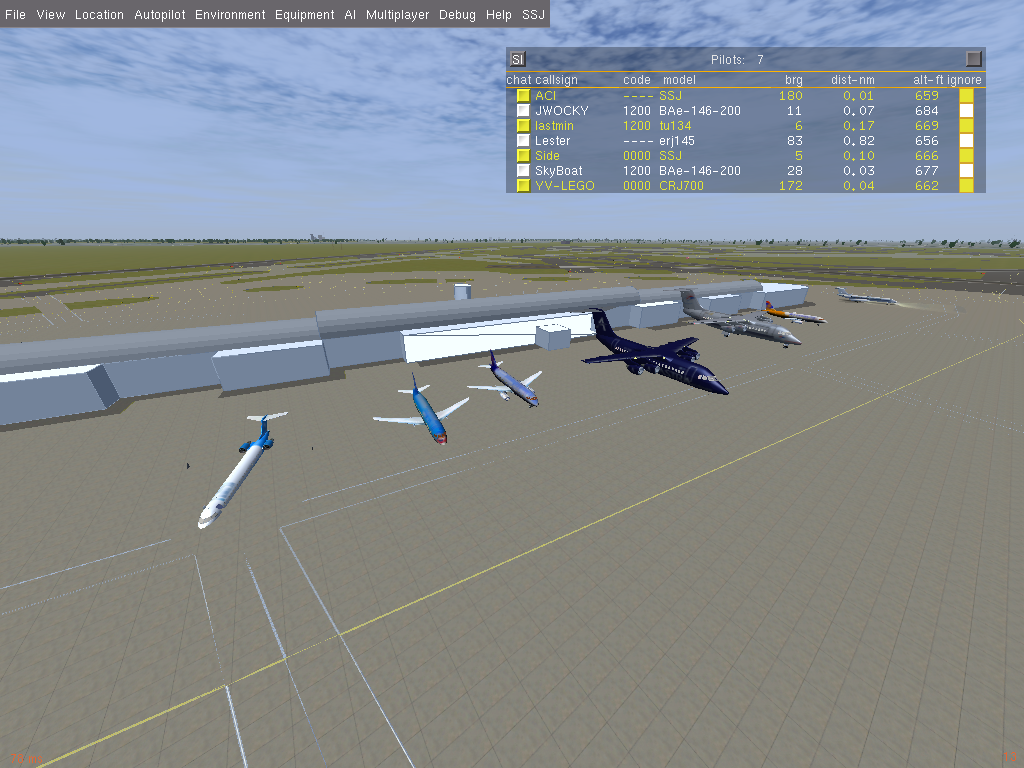 File View Location Autopilot Environment Equipment AI Multiplayer Debug Help SSJ
SI Pilots: 7
chat callsign code model brg dist-nm alt-ft ignore
ACI ---- SSJ 180 0.01 659
JWOCKY 1200 BAe-146-200 11 0.07 684
lastmin 1200 tu134 6 0.17 669
Lester ---- erj145 83 0.82 656
Side 0000 SSJ 5 0.10 666
SkyBoat 1200 BAe-146-200 28 0.03 677
YV-LEGO 0000 CRJ700 172 0.04 662